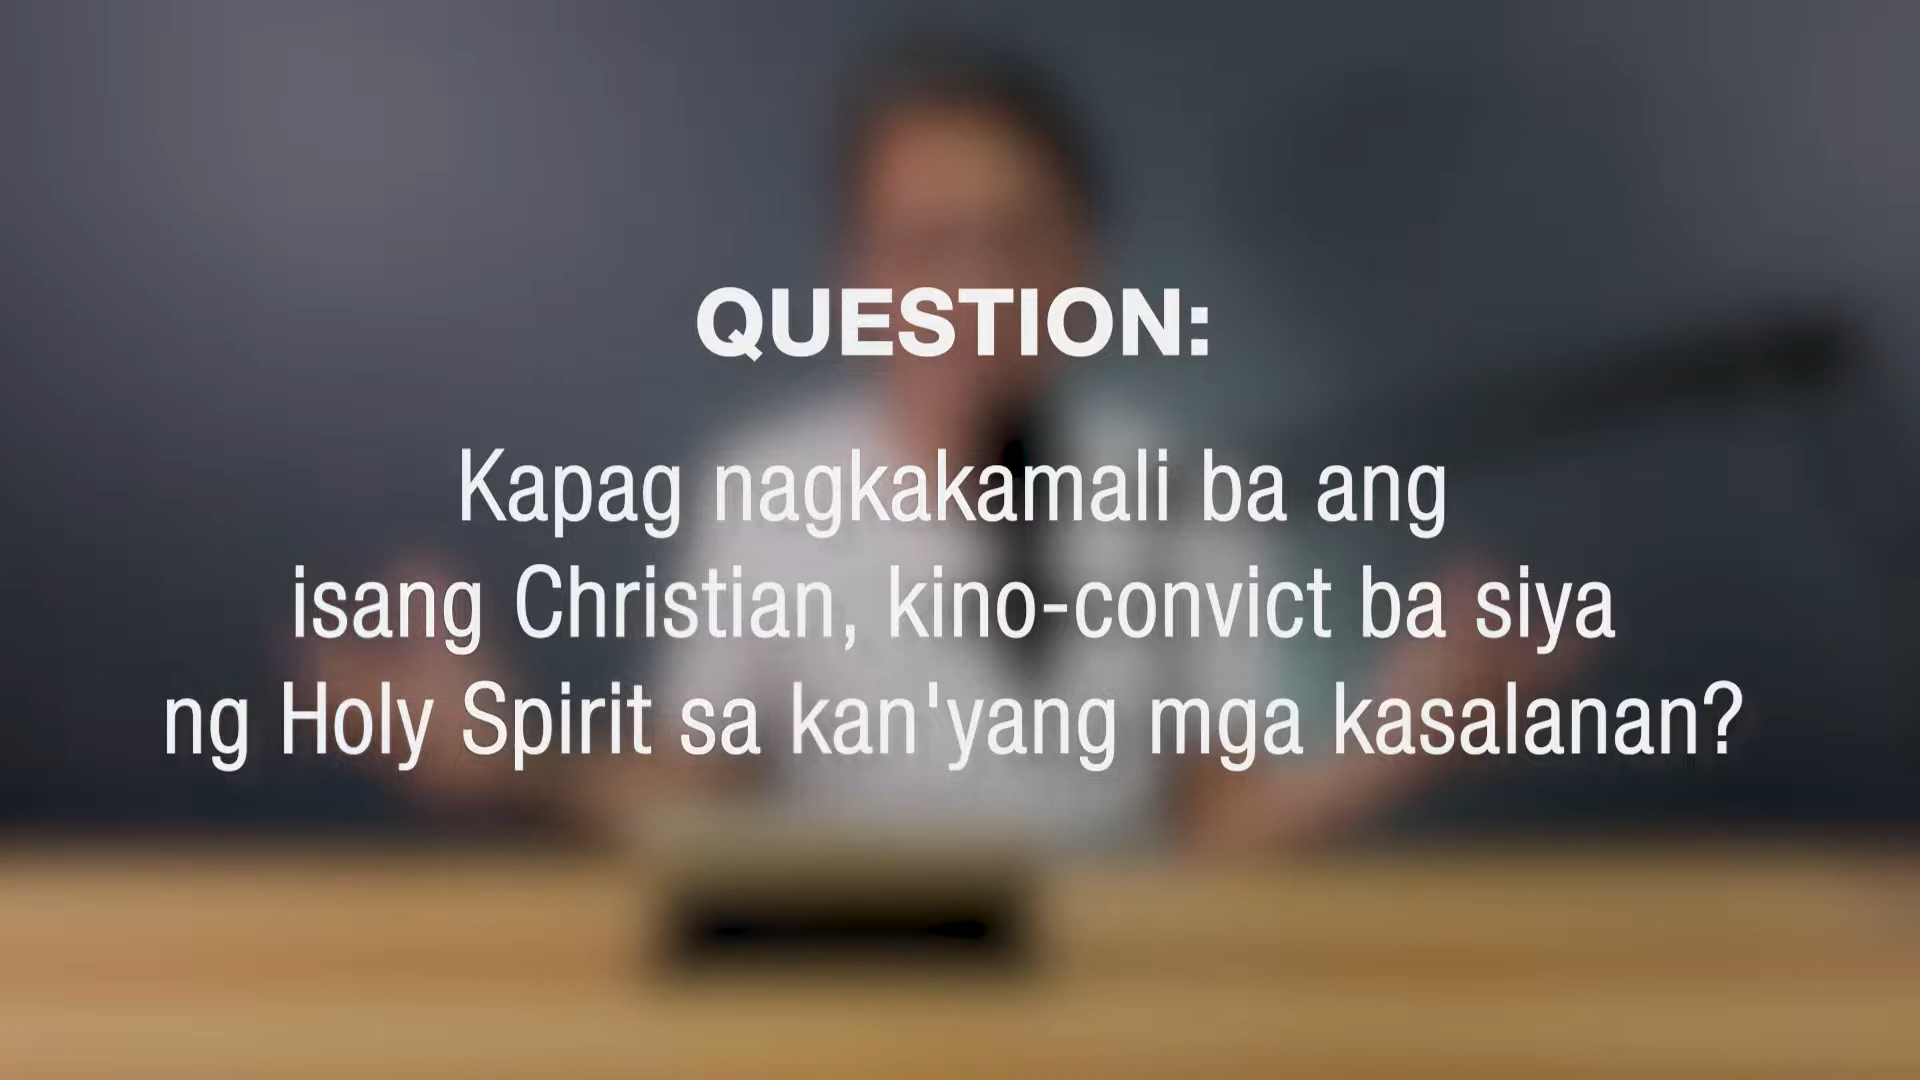 QUESTION:
Kapag nagkakamali ba ang
isang Christian, kino-convict ba siya
ng Holy Spirit sa kan'yang mga kasalanan?